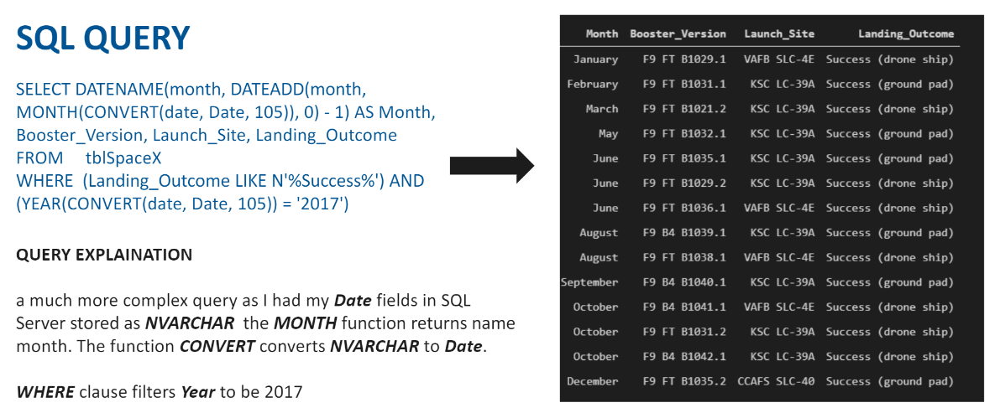 SQL QUERY
SELECT DATENAME(month, DATEADD(month,
MONTH(CONVERT(date, Date, 105)), 0) - 1) AS Month,
Booster_Version, Launch_Site, Landing_Outcome
FROM tblSpaceX
WHERE (Landing_Outcome LIKE N'%Success%') AND
(YEAR(CONVERT(date, Date, 105)) = '2017')
QUERY EXPLAINATION
a much more complex query as I had my Date fields in SQL
Server stored as NVARCHAR the MONTH function returns name
month. The function CONVERT converts NVARCHAR to Date.
WHERE clause filters Year to be 2017
Month Booster_Version Launch_Site Landing_Outcome
January F9 FT B1029.1 VAFB SLC-4E Success (drone ship)
February F9 FT B1031.1 KSC LC-39A Success (ground pad)
March F9 FT B1021.2 KSC LC-39A Success (drone ship)
May F9 FT B1032.1 KSC LC-39A Success (ground pad)
June F9 FT B1035.1 KSC LC-39A Success (ground pad)
June F9 FT B1029.2 KSC LC-39A Success (drone ship)
June F9 FT B1036.1 VAFB SLC-4E Success (drone ship)
August F9 B4 B1039.1 KSC LC-39A Success (ground pad)
August F9 FT B1038.1 VAFB SLC-4E Success (drone ship)
September F9 B4 B1040.1 KSC LC-39A Success (ground pad)
October F9 B4 B1041.1 VAFB SLC-4E Success (drone ship)
October F9 FT B1031.2 KSC LC-39A Success (drone ship)
October F9 B4 B1042.1 KSC LC-39A Success (drone ship)
December F9 FT B1035.2 CCAFS SLC-40 Success (ground pad)